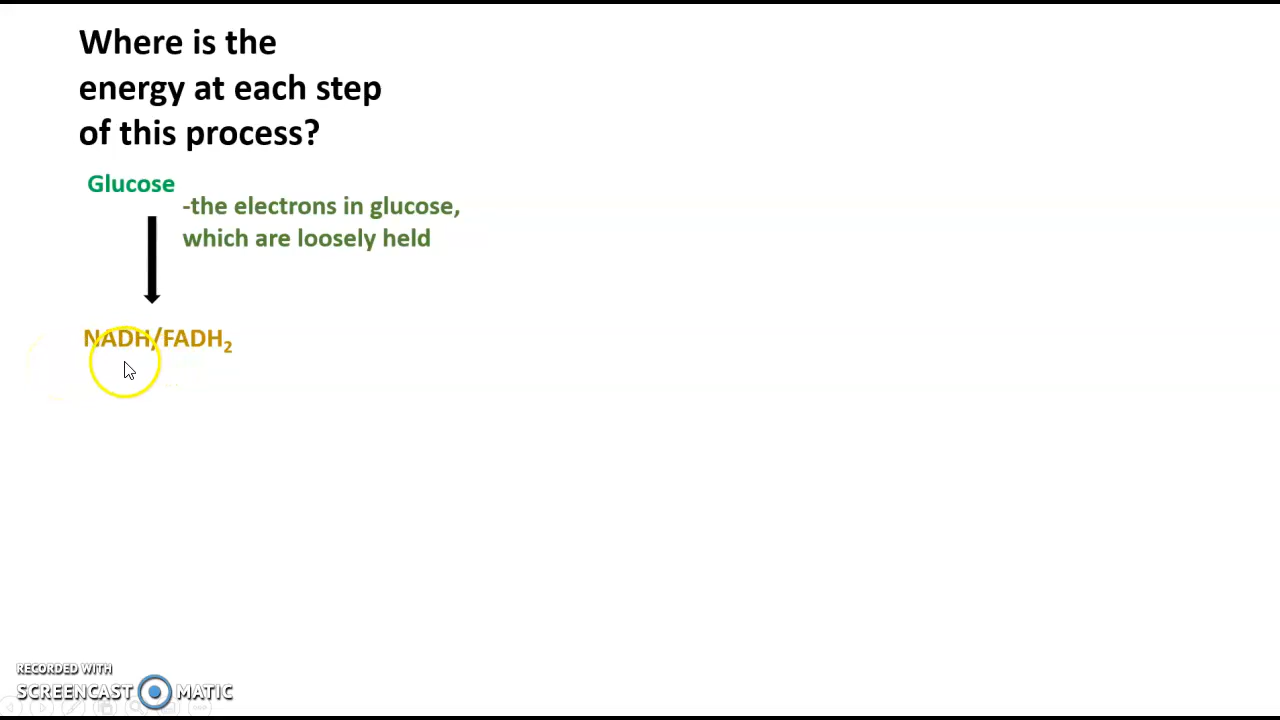 Where is the
energy at each step
of this process?
Glucose
-the electrons in glucose,
which are loosely held
NADH/FADH₂
RECORDED WITH
SCREENCAST MATIC